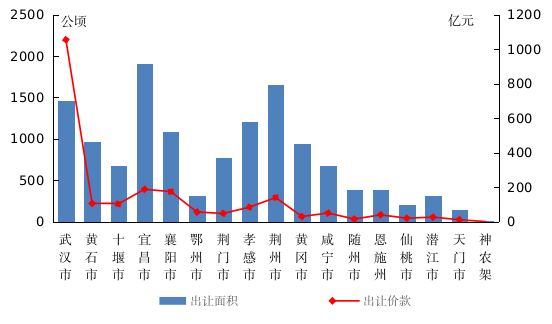 公顷 亿元
2500 1200
2000 1000
1500 800
1000 600
500 400
0 200
0
武汉市 黄石市 十堰市 宜昌市 襄阳市 鄂州市 荆门市 孝感市 荆州市 黄冈市 咸宁市 随州市 恩施州 仙桃市 潜江市 天门市 神农架
出让面积 出让价款